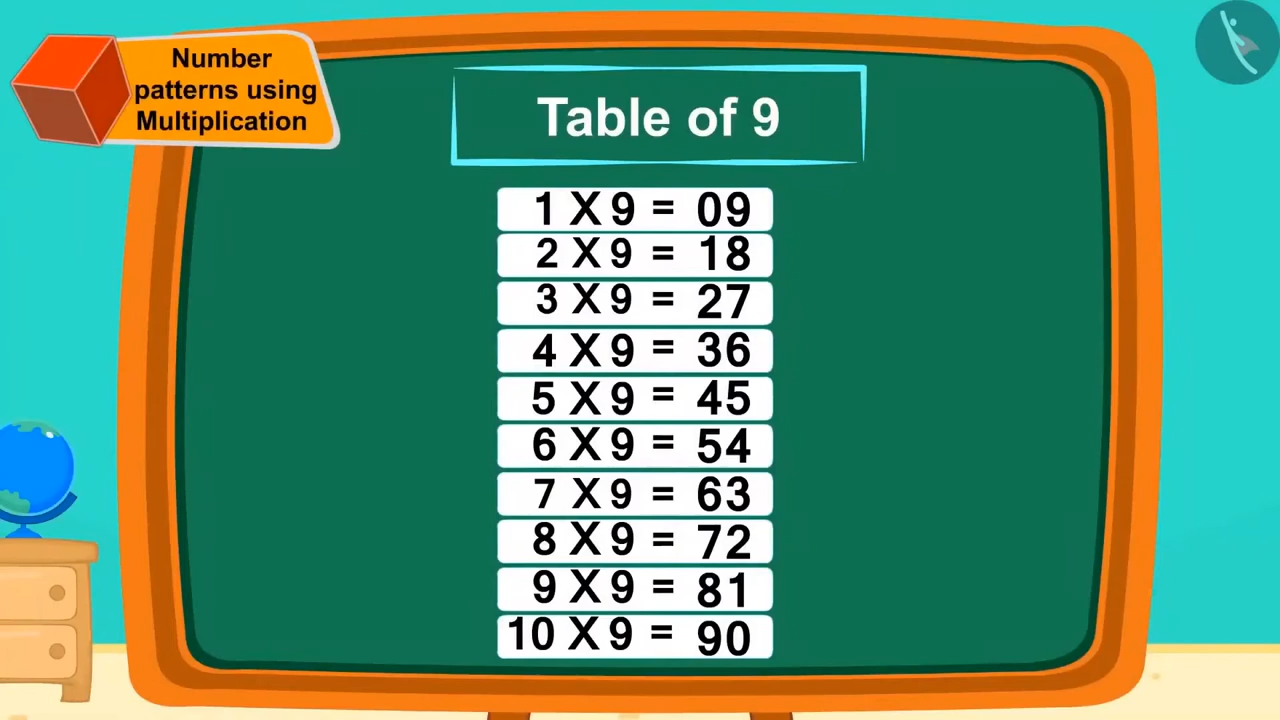 Number
patterns using
Multiplication
Table of 9
1 X 9 = 09
2 X 9 = 18
3 X 9 = 27
4 X 9 = 36
5 X 9 = 45
6 X 9 = 54
7 X 9 = 63
8 X 9 = 72
9 X 9 = 81
10 X 9 = 90